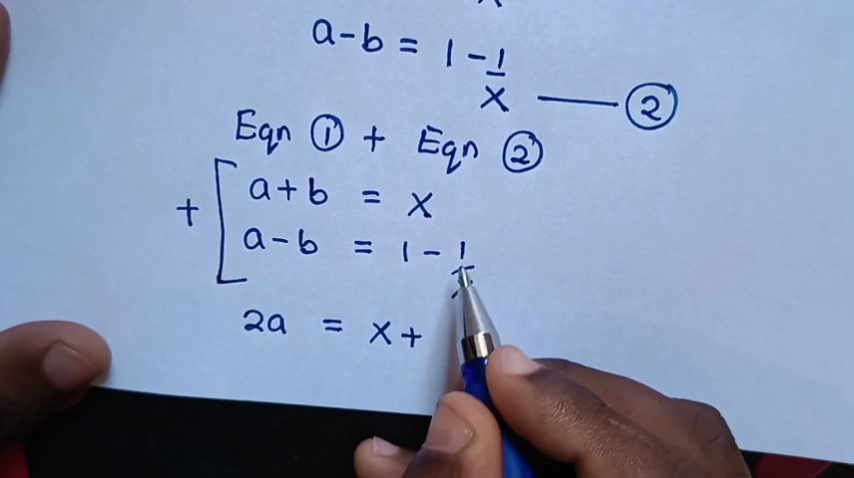 a-b = 1 - 1/x —— ②
Eqn ① + Eqn ②
+ [ a+b = x
a-b = 1 - 1/
2a = x+